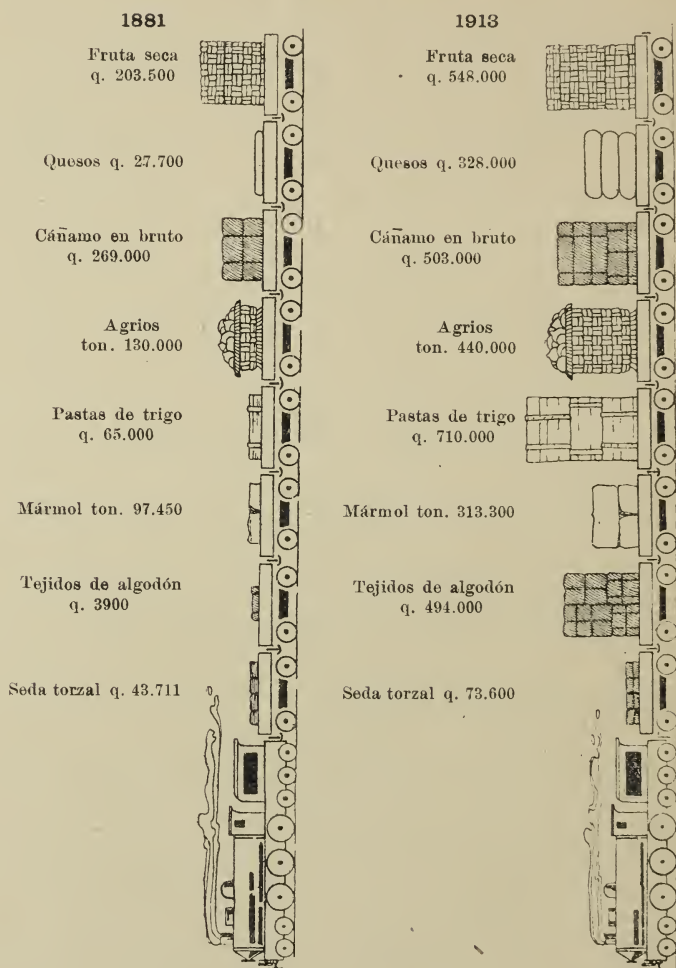 1881
Fruta seca
q. 203.500
Quesos q. 27.700
Cáñamo en bruto
q. 269.000
Agrios
ton. 130.000
Pastas de trigo
q. 65.000
Mármol ton. 97.450
Tejidos de algodón
q. 3900
Seda torzal q. 43.711
1913
Fruta seca
q. 548.000
Quesos q. 328.000
Cáñamo en bruto
q. 503.000
Agrios
ton. 440.000
Pastas de trigo
q. 710.000
Mármol ton. 313.300
Tejidos de algodón
q. 494.000
Seda torzal q. 73.600